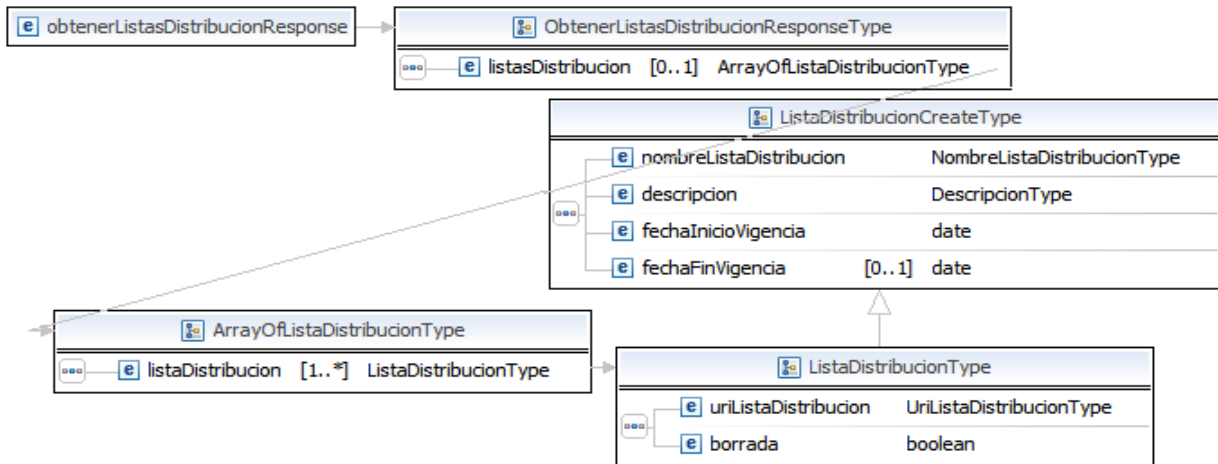 obtenerListasDistribucionResponse
ObtenerListasDistribucionResponseType
listasDistribucion [0..1] ArrayOfListaDistribucionType
ListaDistribucionCreateType
nombreListaDistribucion NombreListaDistribucionType
descripcion DescripcionType
fechaInicioVigencia date
fechaFinVigencia [0..1] date
ArrayOfListaDistribucionType
listaDistribucion [1..*] ListaDistribucionType
ListaDistribucionType
uriListaDistribucion UriListaDistribucionType
borrada boolean